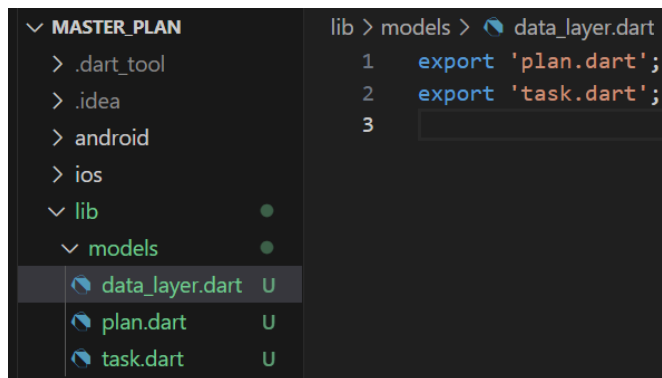 MASTER_PLAN
.dart_tool
.idea
android
ios
lib
models
data_layer.dart U
plan.dart U
task.dart U
lib > models > data_layer.dart
1 export 'plan.dart';
2 export 'task.dart';
3